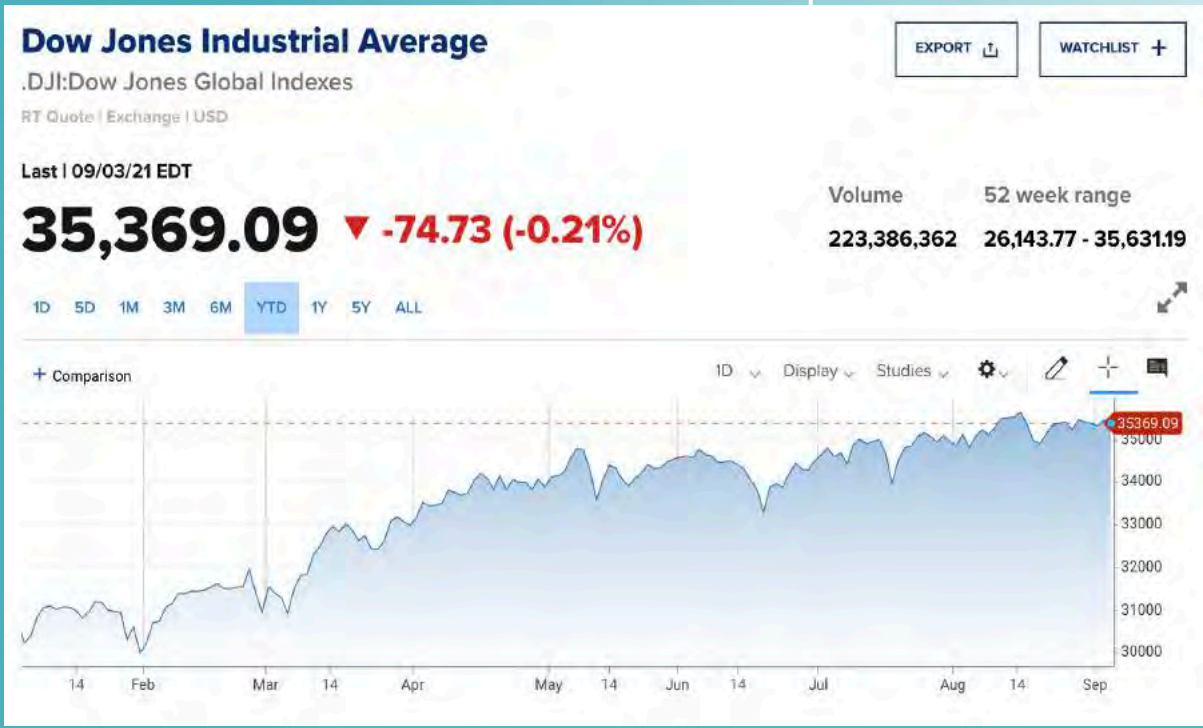 Dow Jones Industrial Average
EXPORT
WATCHLIST +
.DJI:Dow Jones Global Indexes
RT Quote | Exchange | USD
Last | 09/03/21 EDT
Volume
52 week range
35,369.09 ▼ -74.73 (-0.21%)
223,386,362
26,143.77 - 35,631.19
1D 5D 1M 3M 6M YTD 1Y 5Y ALL
+ Comparison
1D Display Studies
35369.09
35000
34000
33000
32000
31000
30000
14 Feb Mar 14 Apr May 14 Jun 14 Jul Aug 14 Sep